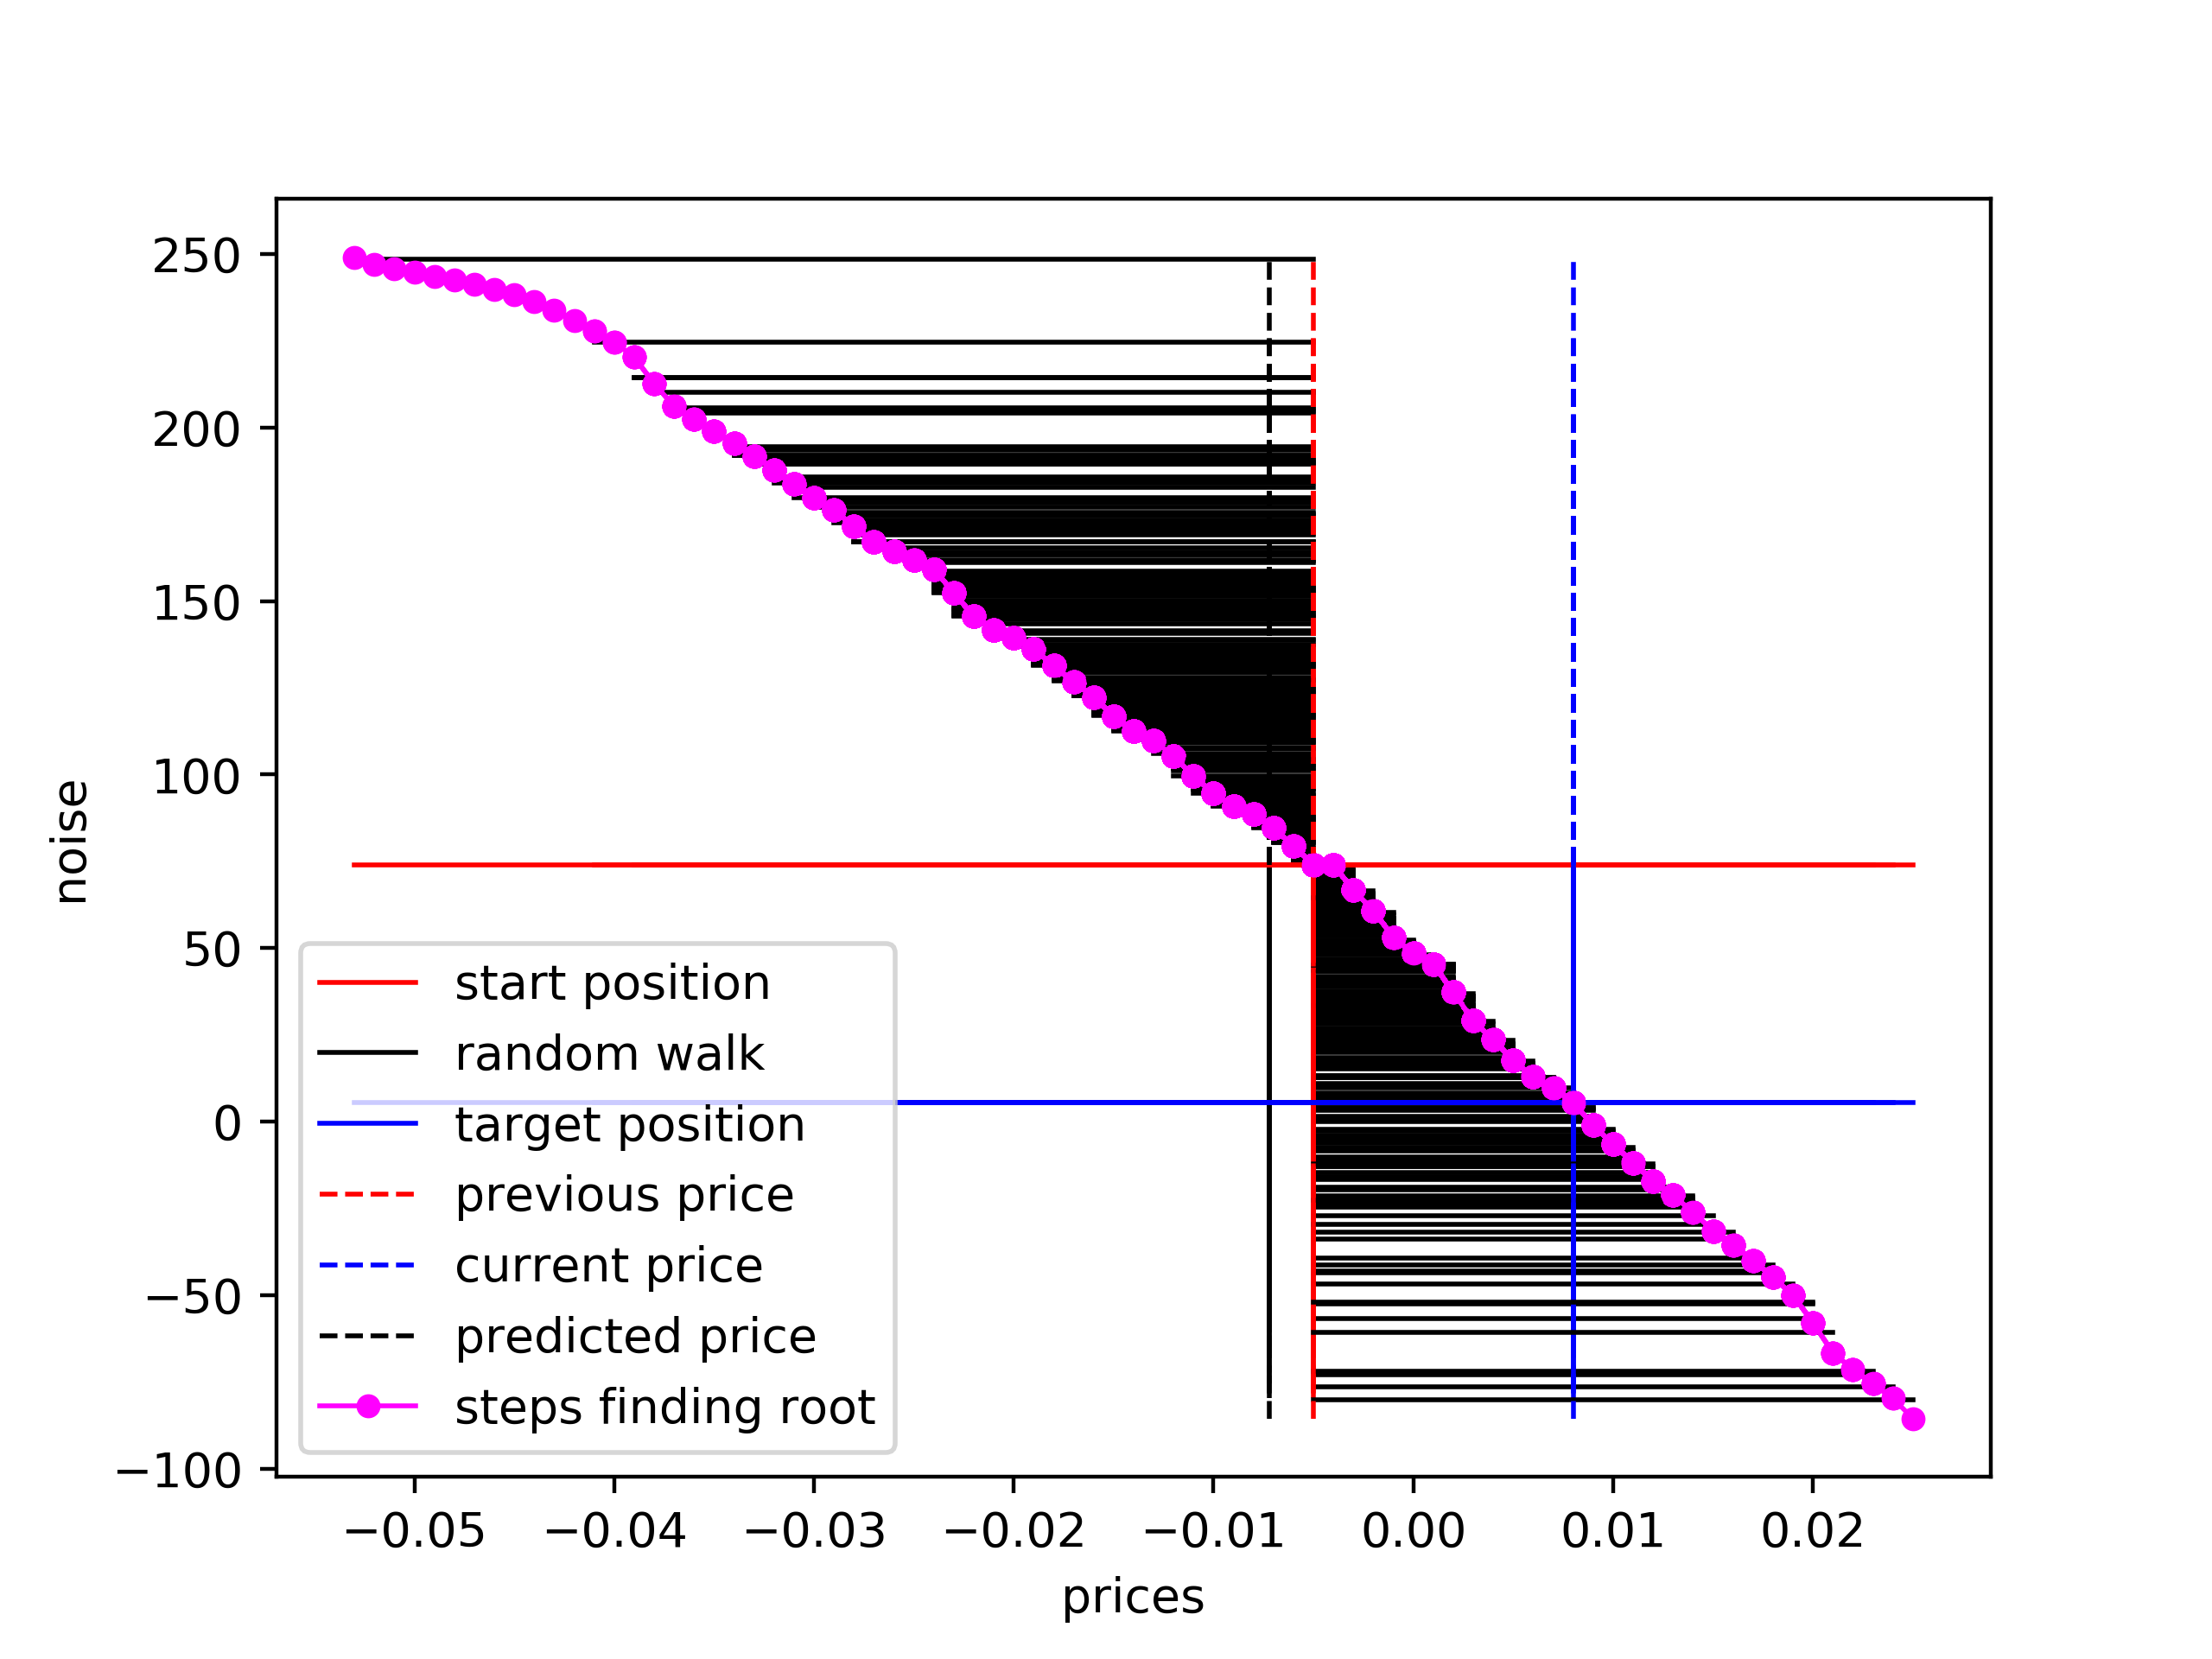 250
200
150
100
50
0
−50
−100
noise
start position
random walk
target position
previous price
current price
predicted price
steps finding root
−0.05 −0.04 −0.03 −0.02 −0.01 0.00 0.01 0.02
prices